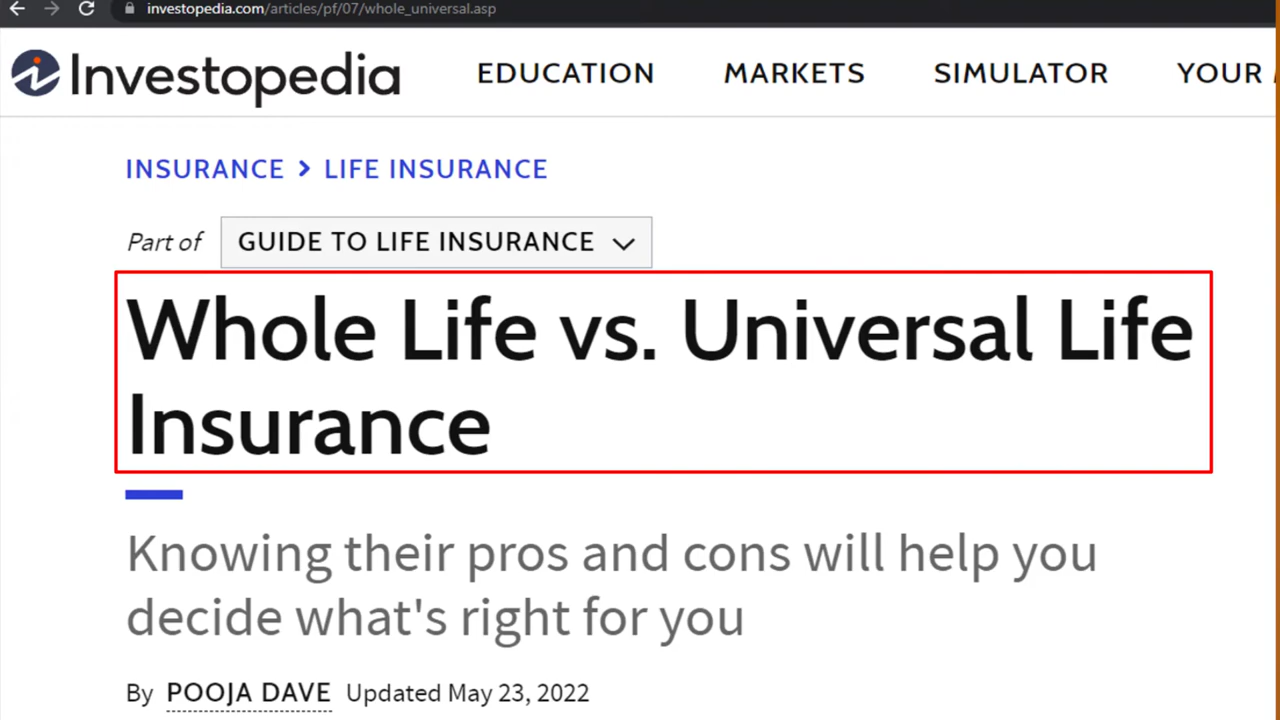 investopedia.com/articles/pf/07/whole_universal.asp
Investopedia EDUCATION MARKETS SIMULATOR YOUR
INSURANCE > LIFE INSURANCE
Part of GUIDE TO LIFE INSURANCE
Whole Life vs. Universal Life
Insurance
Knowing their pros and cons will help you
decide what's right for you
By POOJA DAVE Updated May 23, 2022